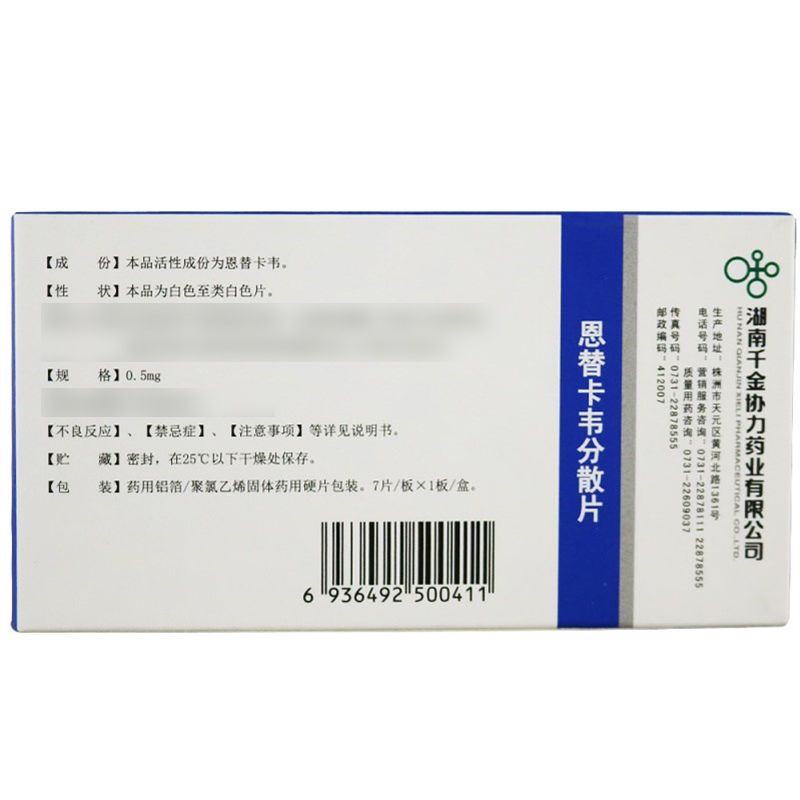 【成　份】本品活性成份为恩替卡韦。
【性　状】本品为白色至类白色片。
【规　格】0.5mg
【不良反应】、【禁忌症】、【注意事项】等详见说明书。
【贮　藏】密封，在25℃以下干燥处保存。
【包　装】药用铝箔/聚氯乙烯固体药用硬片包装。7片/板×1板/盒。
6 936492 500411
恩替卡韦分散片
湖南千金协力药业有限公司
HU NAN QIANJIN XIELI PHARMACEUTICAL CO.,LTD.
生产地址：株洲市天元区黄河北路1361号
电话号码：营销服务咨询：0731-22878111 22878555
质量用药咨询：0731-22609037
传真号码：0731-22878555
邮政编码：412007